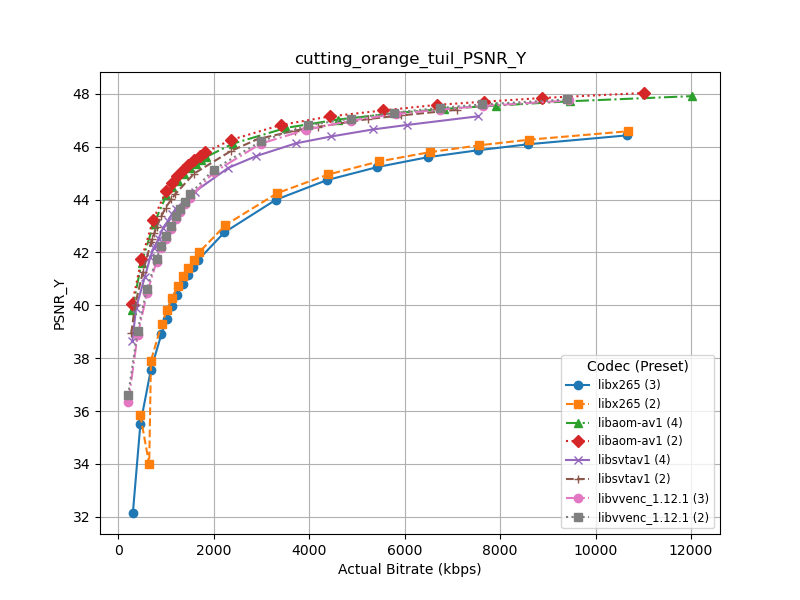 cutting_orange_tuil_PSNR_Y
PSNR_Y
48
46
44
42
40
38
36
34
32
0 2000 4000 6000 8000 10000 12000
Actual Bitrate (kbps)
Codec (Preset)
libx265 (3)
libx265 (2)
libaom-av1 (4)
libaom-av1 (2)
libsvtav1 (4)
libsvtav1 (2)
libvvenc_1.12.1 (3)
libvvenc_1.12.1 (2)